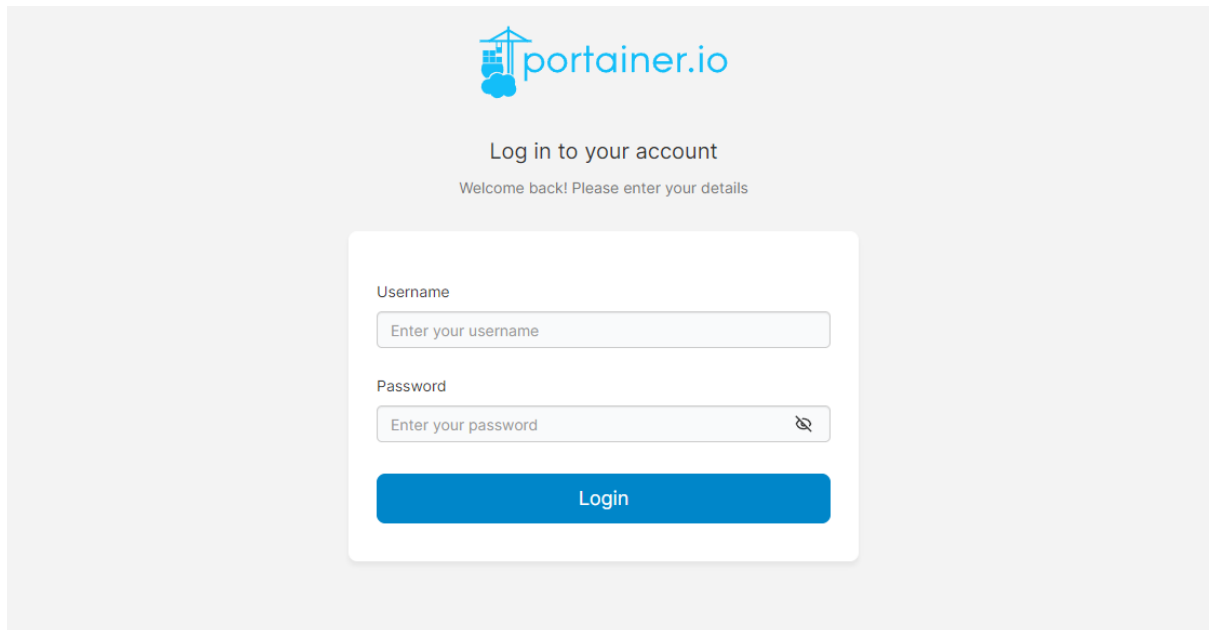 portainer.io
Log in to your account
Welcome back! Please enter your details
Username
Enter your username
Password
Enter your password
Login